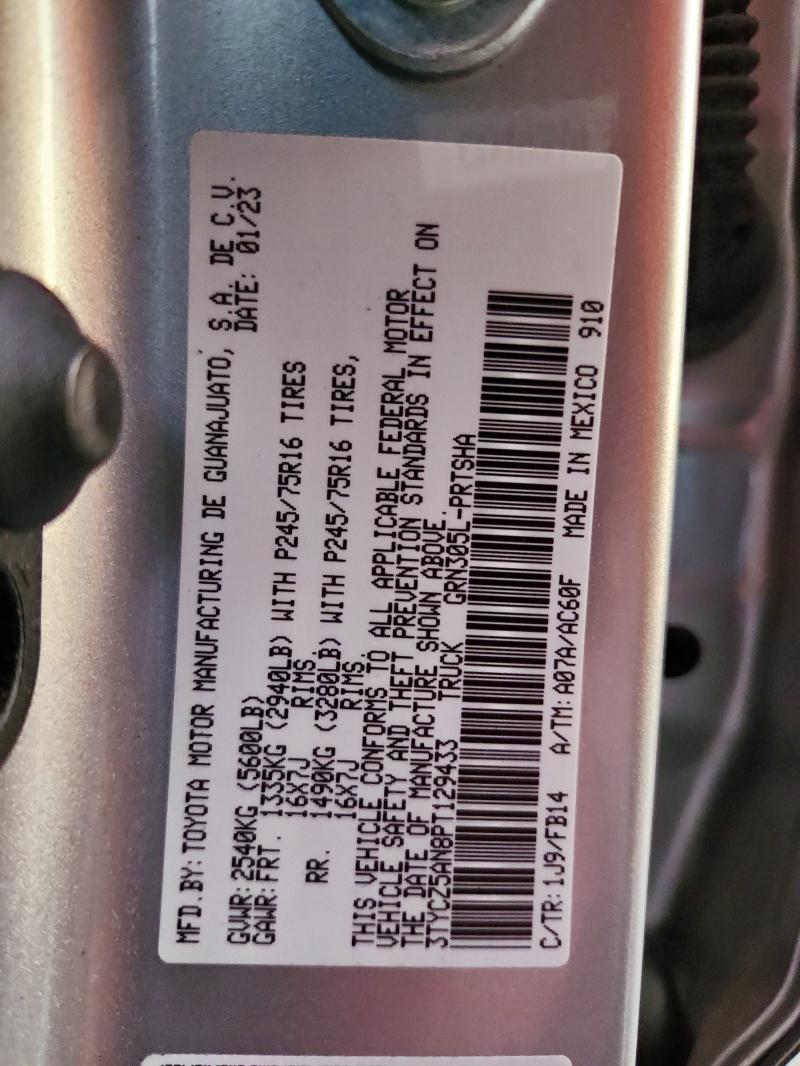 MFD.BY:TOYOTA MOTOR MANUFACTURING DE GUANAJUATO, S.A. DE C.V.
DATE: 01/23
GVWR:2540KG (5600LB)
GAWR:FRT. 1335KG (2940LB) WITH P245/75R16 TIRES
16X7J RIMS
RR. 1490KG (3280LB) WITH P245/75R16 TIRES,
16X7J RIMS.
THIS VEHICLE CONFORMS TO ALL APPLICABLE FEDERAL MOTOR
VEHICLE SAFETY AND THEFT PREVENTION STANDARDS IN EFFECT ON
THE DATE OF MANUFACTURE SHOWN ABOVE.
3TYCZ5AN8PT129433 TRUCK GRN305L-PRTSHA
C/TR:1J9/FB14 A/TM:A07A/AC60F MADE IN MEXICO 910